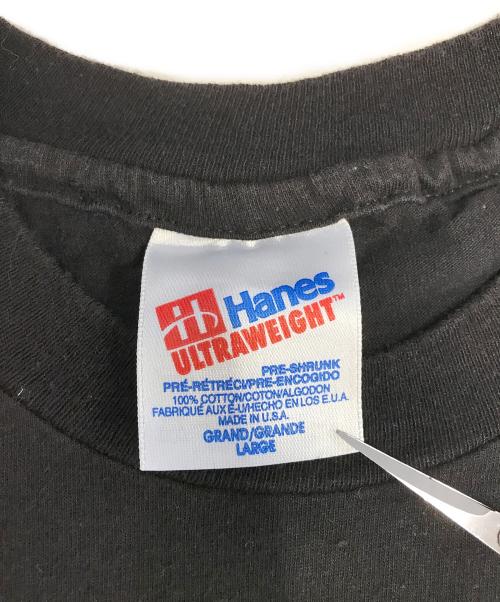 Hanes
ULTRAWEIGHT™
PRE-SHRUNK
PRÉ-RÉTRÉCI/PRE-ENCOGIDO
100% COTTON/COTON/ALGODON
FABRIQUE AUX É-U/HECHO EN LOS E.U.A.
MADE IN U.S.A.
GRAND/GRANDE
LARGE